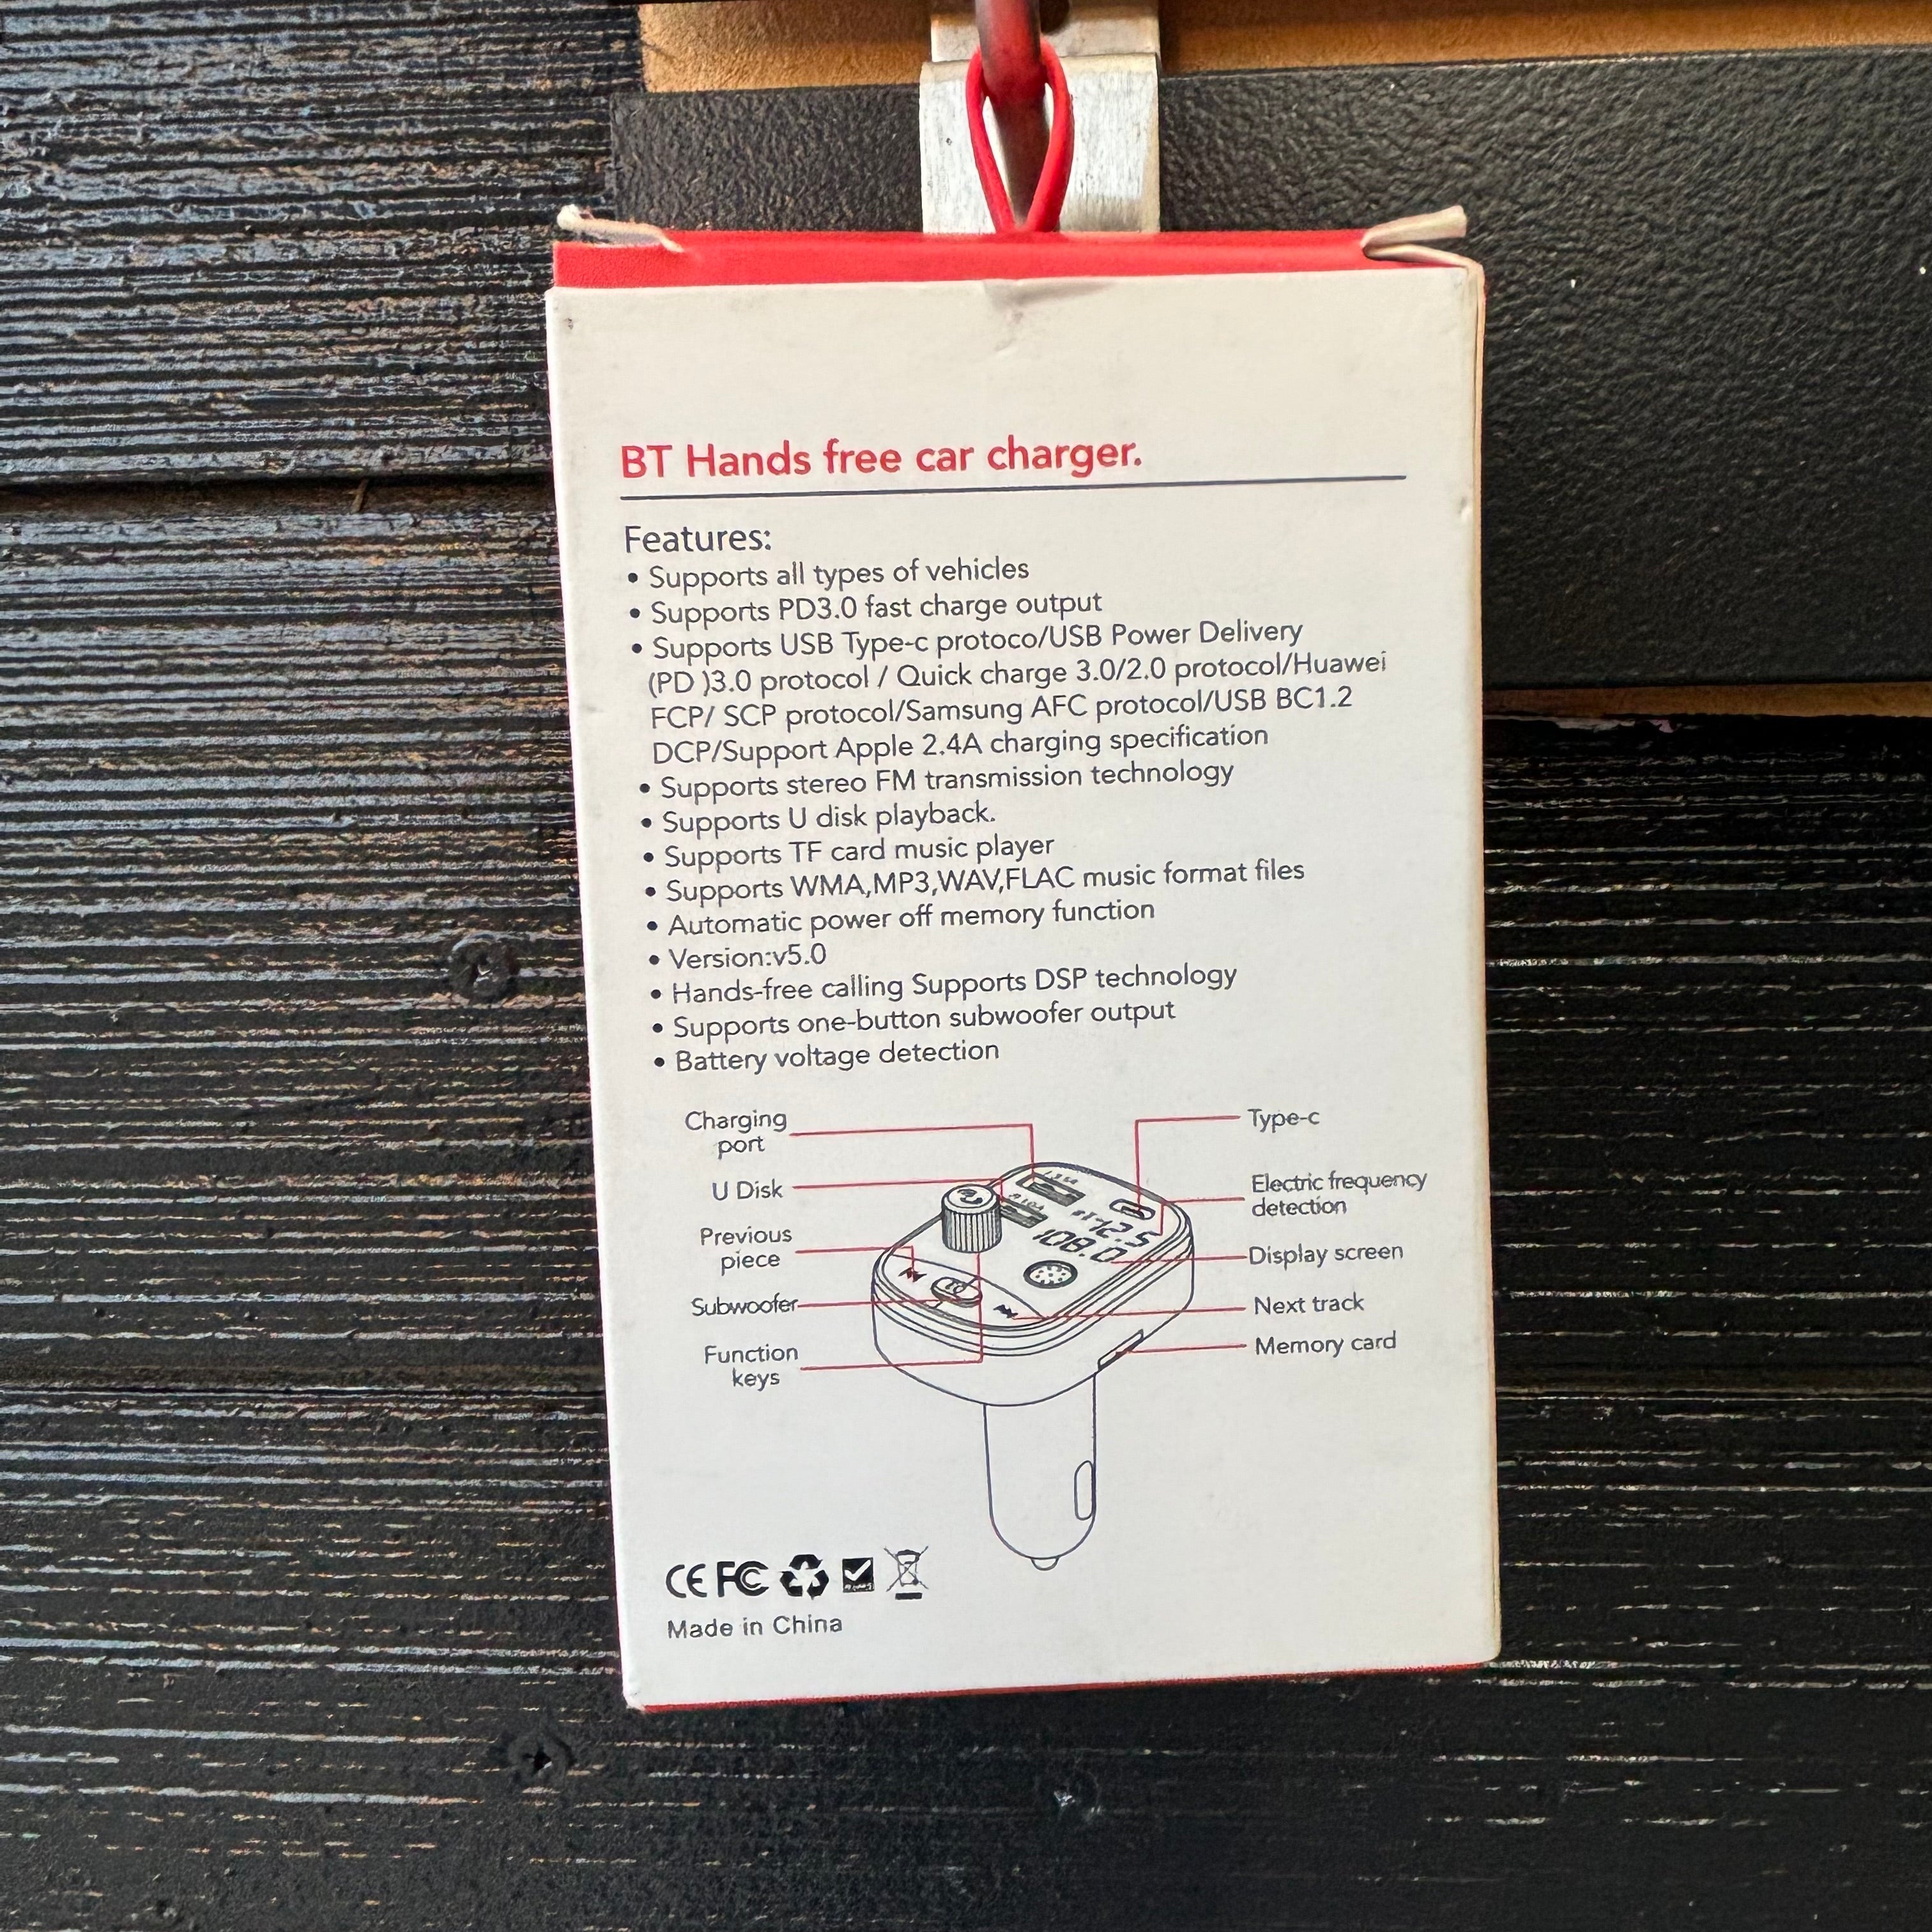 BT Hands free car charger.
Features:
• Supports all types of vehicles
• Supports PD3.0 fast charge output
• Supports USB Type-c protoco/USB Power Delivery
(PD )3.0 protocol / Quick charge 3.0/2.0 protocol/Huawei
FCP/ SCP protocol/Samsung AFC protocol/USB BC1.2
DCP/Support Apple 2.4A charging specification
• Supports stereo FM transmission technology
• Supports U disk playback.
• Supports TF card music player
• Supports WMA,MP3,WAV,FLAC music format files
• Automatic power off memory function
• Version:v5.0
• Hands-free calling Supports DSP technology
• Supports one-button subwoofer output
• Battery voltage detection
Charging
port
U Disk
Previous
piece
Subwoofer
Function
keys
Type-c
Electric frequency
detection
Display screen
Next track
Memory card
BT 12.5
108.0
CE FC
Made in China